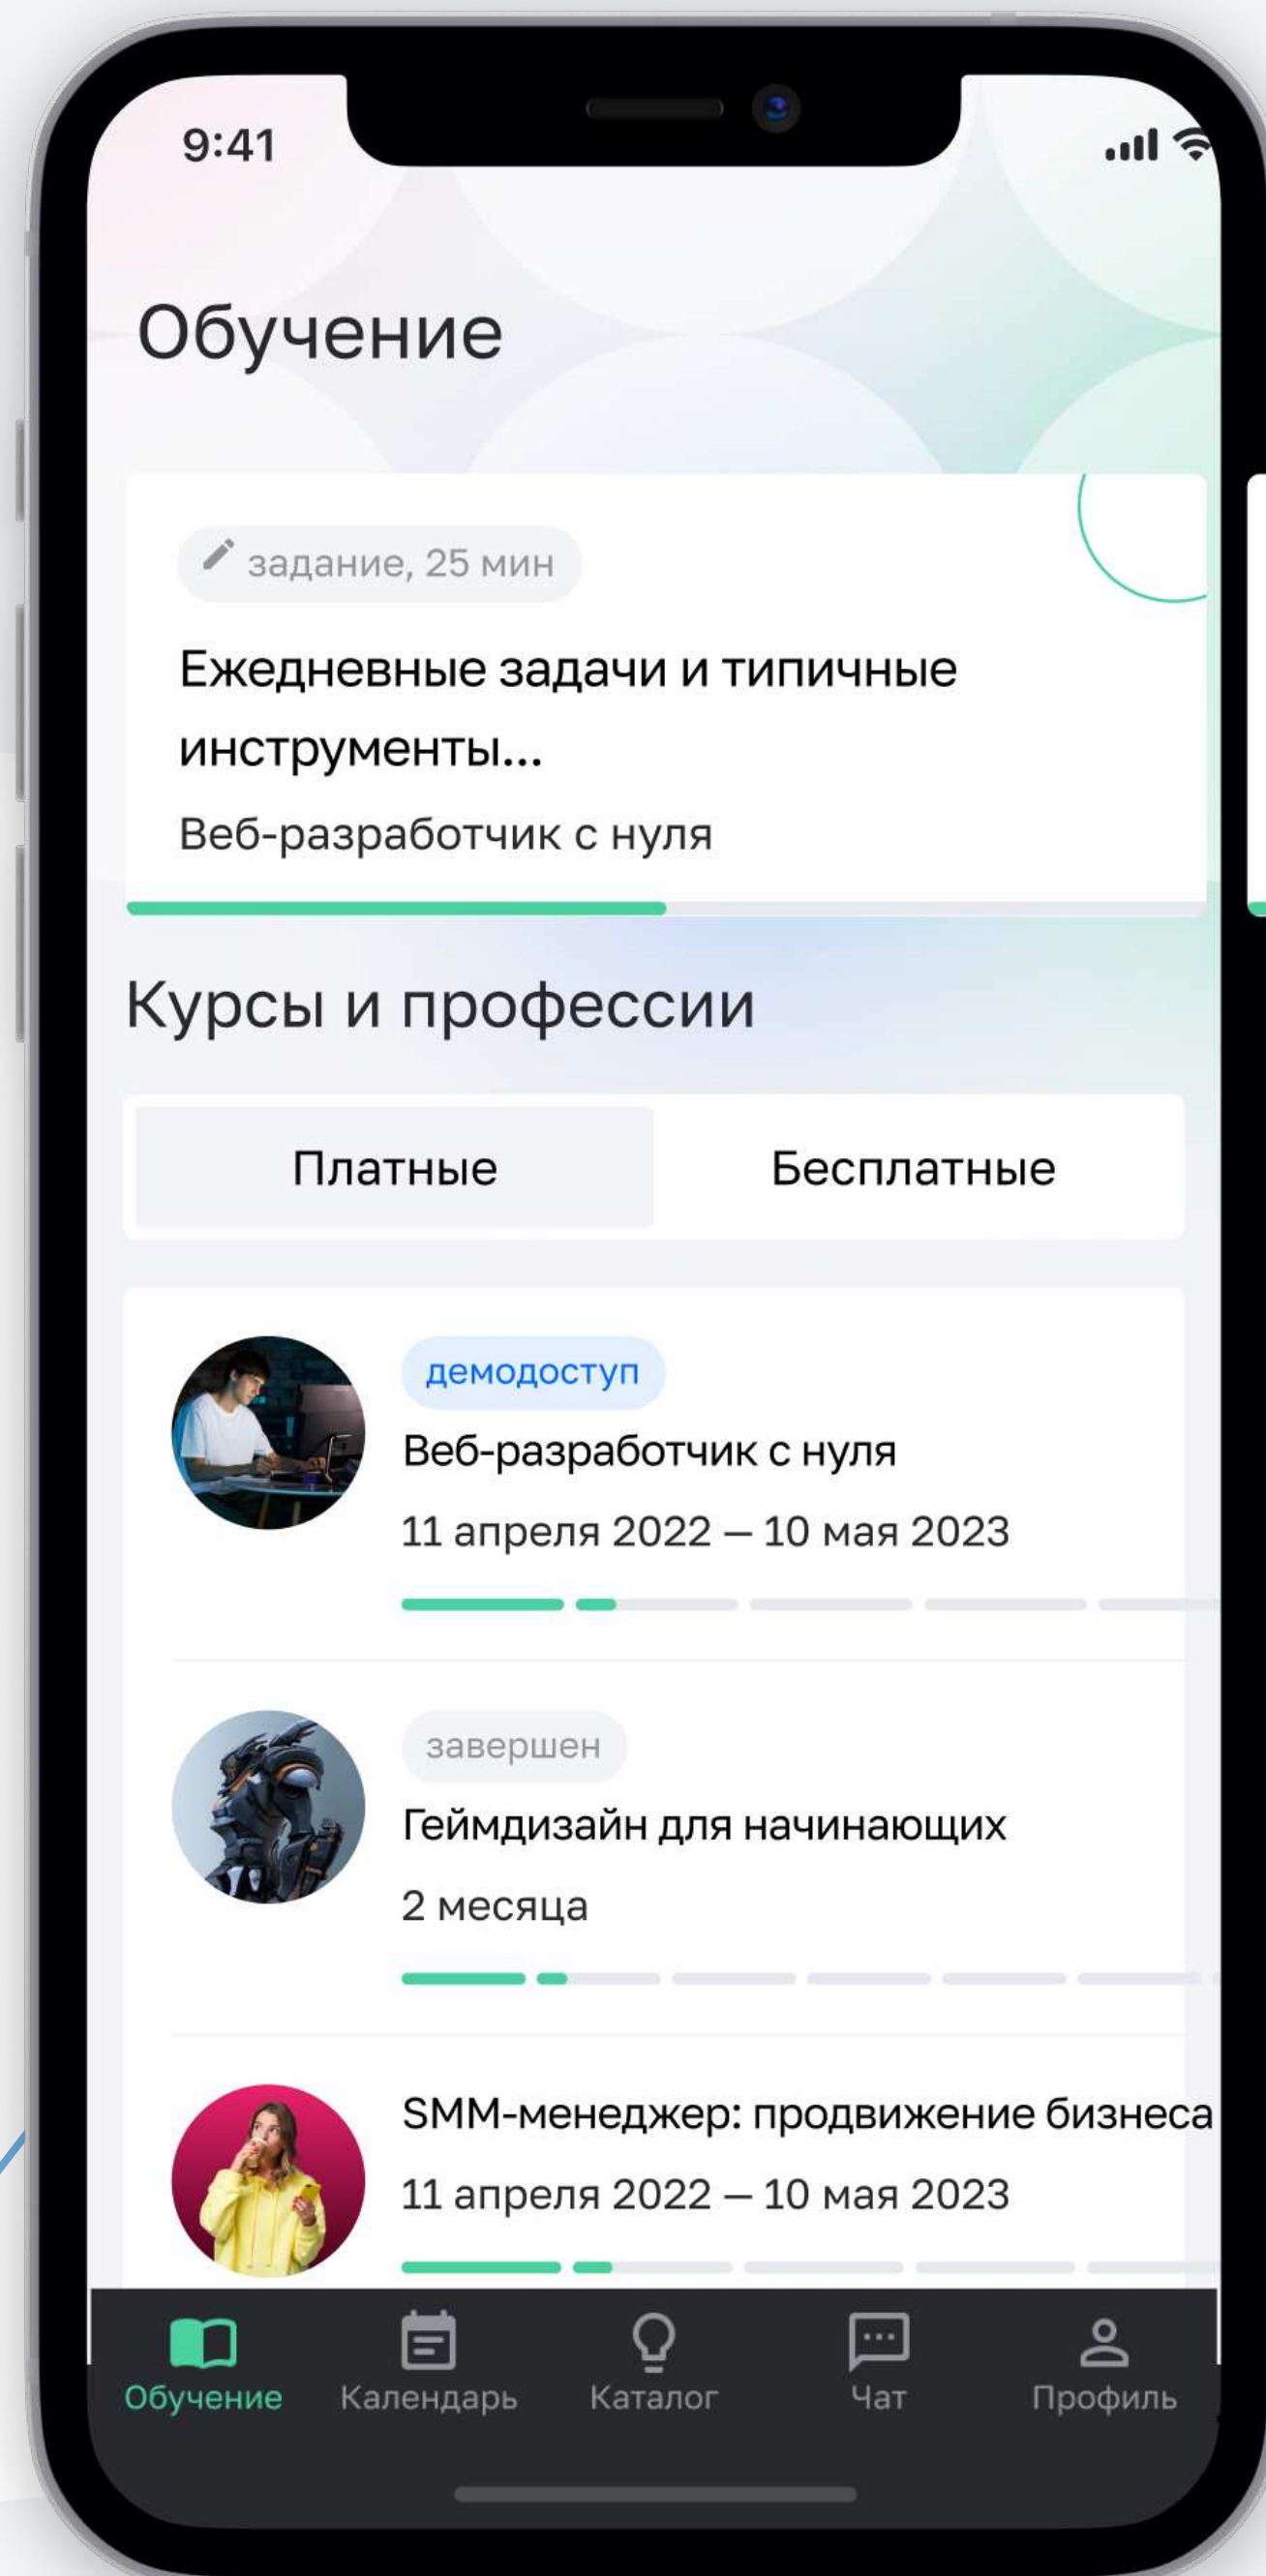 9:41
Обучение
задание, 25 мин
Ежедневные задачи и типичные
инструменты...
Веб-разработчик с нуля
Курсы и профессии
Платные
Бесплатные
демодоступ
Веб-разработчик с нуля
11 апреля 2022 — 10 мая 2023
завершен
Геймдизайн для начинающих
2 месяца
SMM-менеджер: продвижение бизнеса
11 апреля 2022 — 10 мая 2023
Обучение
Календарь
Каталог
Чат
Профиль